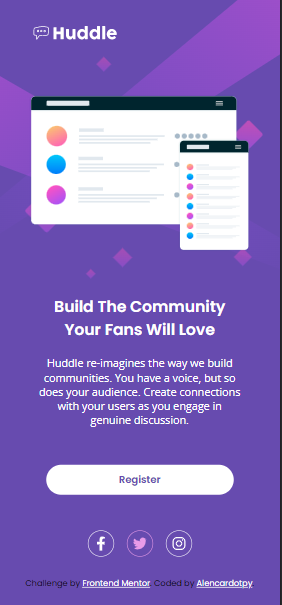 Huddle
Build The Community
Your Fans Will Love
Huddle re-imagines the way we build
communities. You have a voice, but so
does your audience. Create connections
with your users as you engage in
genuine discussion.
Register
Challenge by Frontend Mentor. Coded by Alencardotpy.